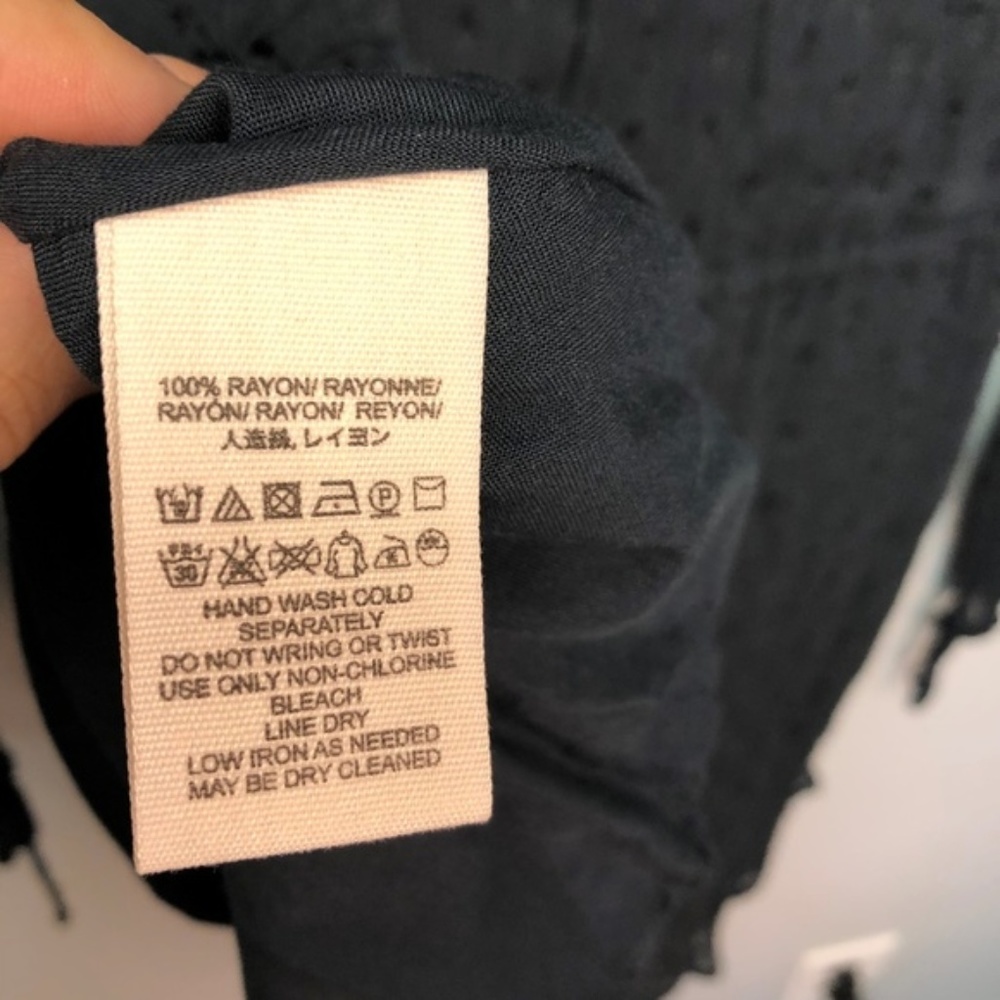 100% RAYON/ RAYONNE/
RAYÓN/ RAYON/ REYON/
人造絲, レイヨン
P
30
HAND WASH COLD
SEPARATELY
DO NOT WRING OR TWIST
USE ONLY NON-CHLORINE
BLEACH
LINE DRY
LOW IRON AS NEEDED
MAY BE DRY CLEANED